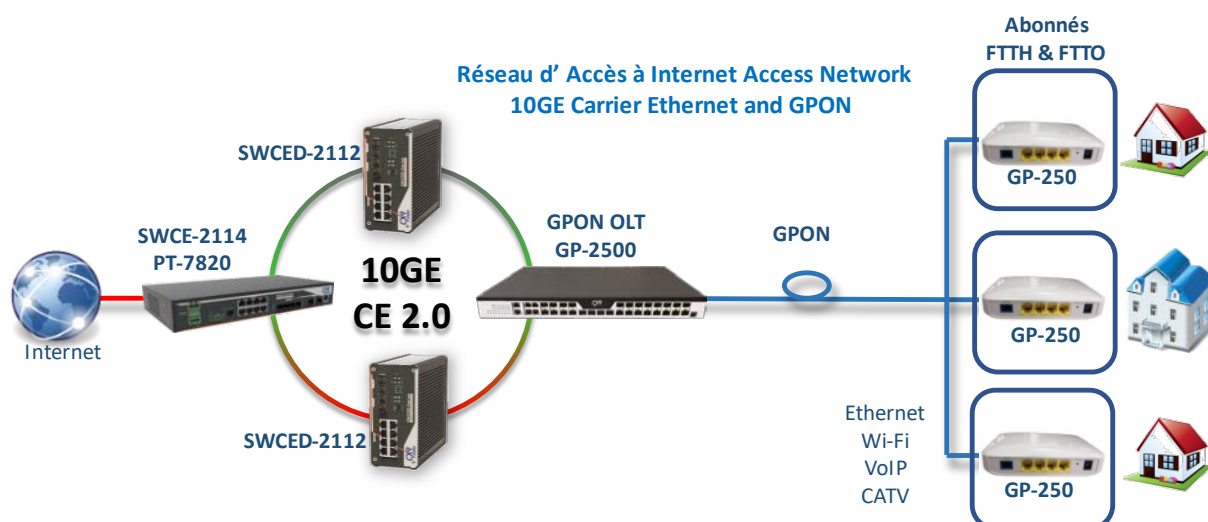 Abonnés
FTTH & FTTO
Réseau d' Accès à Internet Access Network
10GE Carrier Ethernet and GPON
SWCED-2112
SWCE-2114
PT-7820
GPON OLT
GP-2500
GPON
GP-250
10GE
CE 2.0
Internet
GP-250
SWCED-2112
Ethernet
Wi-Fi
VoIP
CATV
GP-250